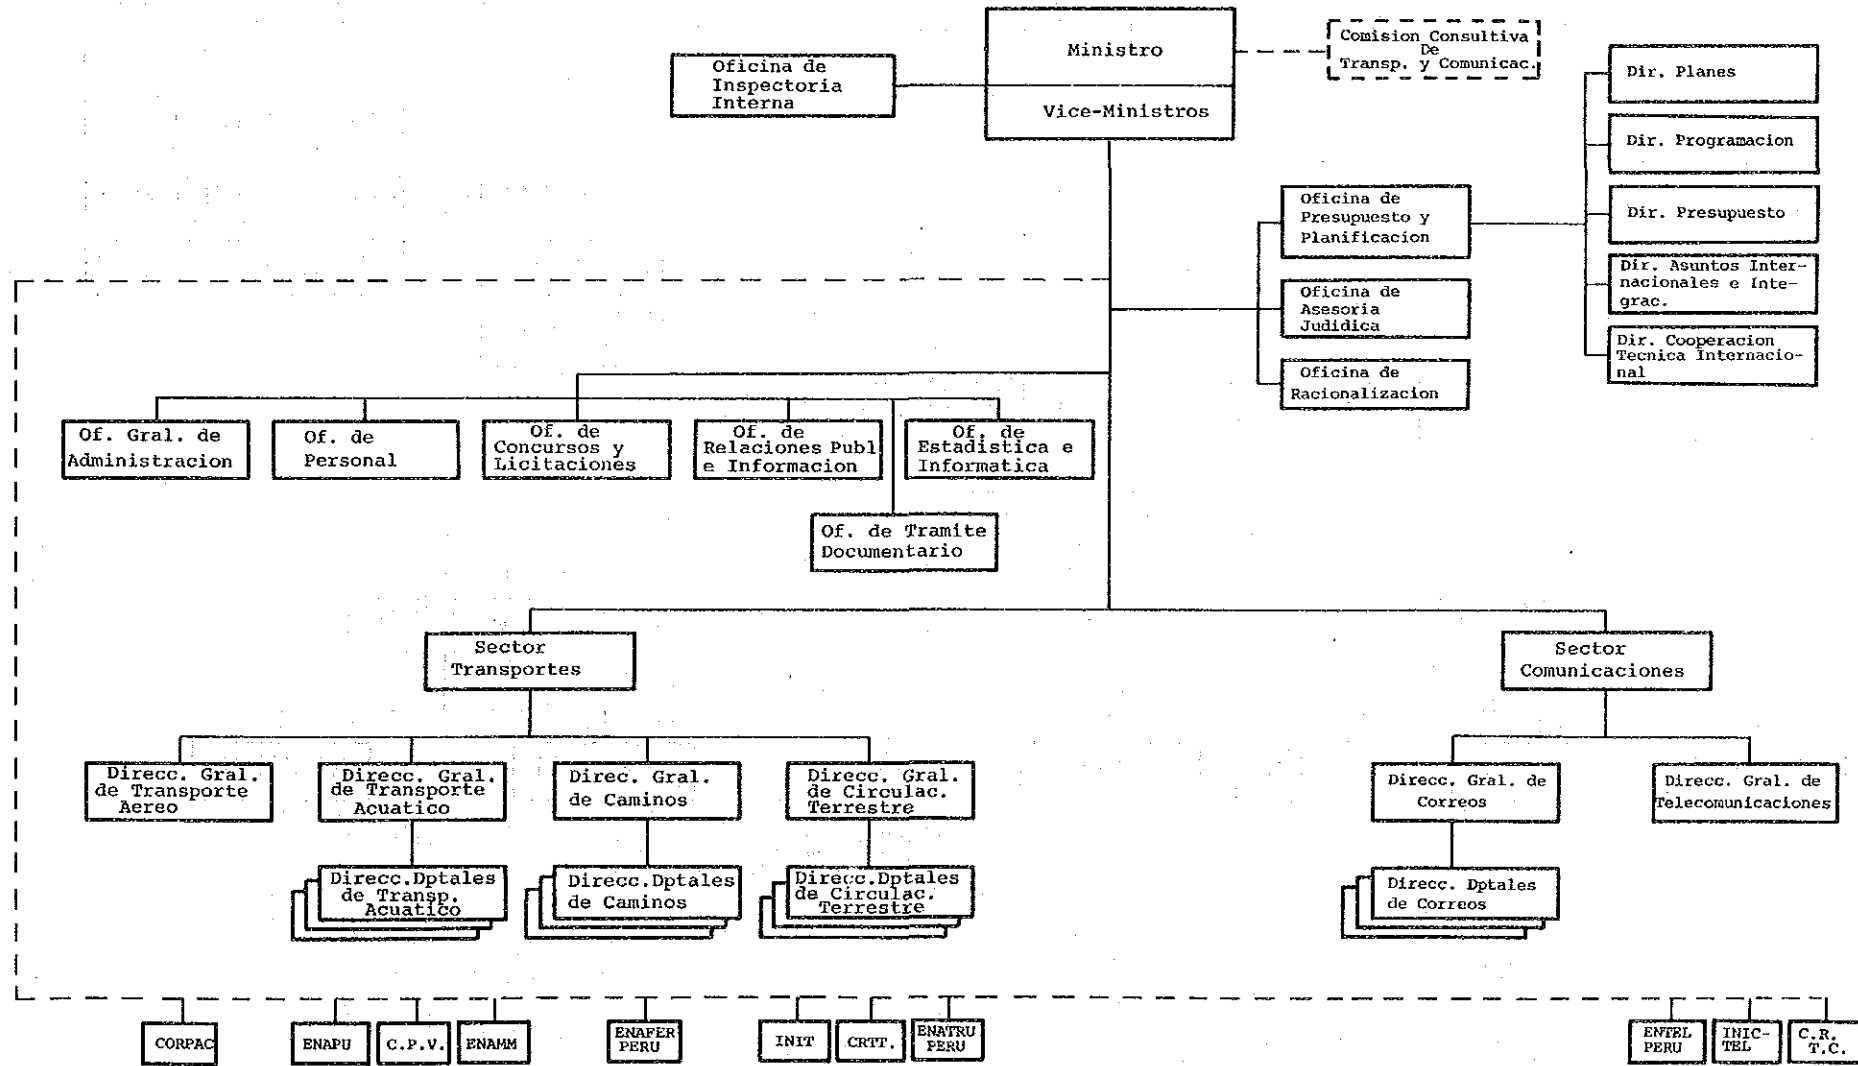 Ministro
Vice-Ministros
Oficina de
Inspectoria
Interna
Comision Consultiva
De
Transp. y Comunicac.
Dir. Planes
Dir. Programacion
Dir. Presupuesto
Dir. Asuntos Inter-
nacionales e Inte-
grac.
Dir. Cooperacion
Tecnica Internacio-
nal
Oficina de
Presupuesto y
Planificacion
Oficina de
Asesoria
Judidica
Oficina de
Racionalizacion
Of. Gral. de
Administracion
Of. de
Personal
Of. de
Concursos y
Licitaciones
Of. de
Relaciones Publ
e Informacion
Of. de
Estadistica e
Informatica
Of. de Tramite
Documentario
Sector
Transportes
Sector
Comunicaciones
Direcc. Gral.
de Transporte
Aereo
Direcc. Gral.
de Transporte
Acuatico
Direc. Gral.
de Caminos
Direcc. Gral.
de Circulac.
Terrestre
Direcc. Gral. de
Correos
Direcc. Gral. de
Telecomunicaciones
Direcc.Dptales
de Transp.
Acuatico
Direcc.Dptales
de Caminos
Direcc.Dptales
de Circulac.
Terrestre
Direcc. Dptales
de Correos
CORPAC
ENAPU
C.P.V.
ENAMM
ENAFER
PERU
INIT
CRTT.
ENATRU
PERU
ENTEL
PERU
INIC-
TEL
C.R.
T.C.